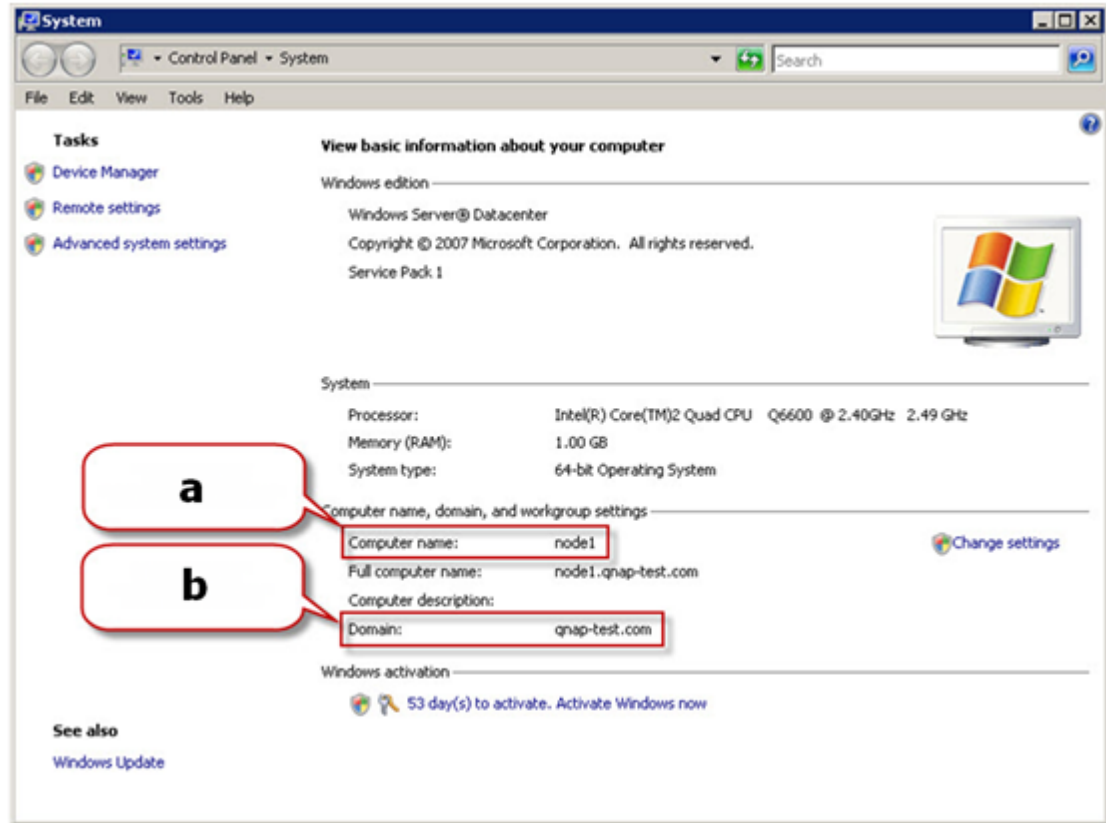 System
Control Panel System
Search
File Edit View Tools Help
Tasks
Device Manager
Remote settings
Advanced system settings
See also
Windows Update
View basic information about your computer
Windows edition
Windows Server® Datacenter
Copyright © 2007 Microsoft Corporation. All rights reserved.
Service Pack 1
System
Processor: Intel(R) Core(TM)2 Quad CPU Q6600 @ 2.40GHz 2.49 GHz
Memory (RAM): 1.00 GB
System type: 64-bit Operating System
Computer name, domain, and workgroup settings
a
Computer name: node1
Change settings
Full computer name: node1.qnap-test.com
Computer description:
b
Domain: qnap-test.com
Windows activation
53 day(s) to activate. Activate Windows now